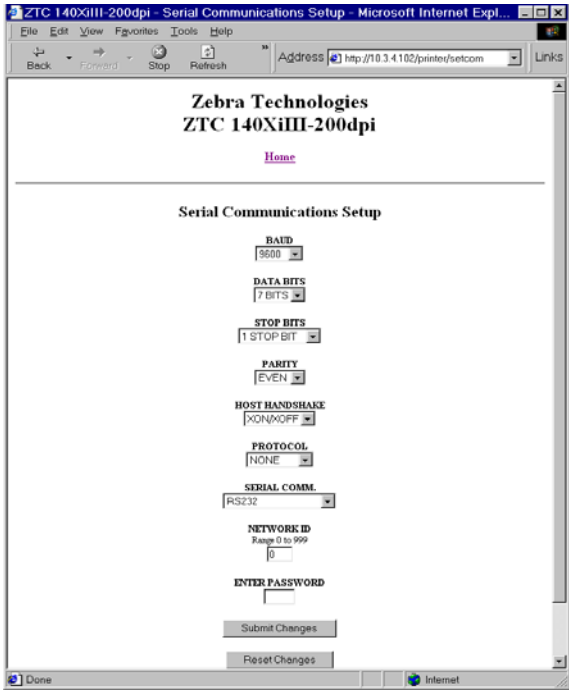 ZTC 140XiIII-200dpi - Serial Communications Setup - Microsoft Internet Expl...
File Edit View Favorites Tools Help
Back Forward Stop Refresh » Address http://10.3.4.102/printer/setcom Links
Zebra Technologies
ZTC 140XiIII-200dpi
Home
Serial Communications Setup
BAUD
9600
DATA BITS
7 BITS
STOP BITS
1 STOP BIT
PARITY
EVEN
HOST HANDSHAKE
XON/XOFF
PROTOCOL
NONE
SERIAL COMM.
RS232
NETWORK ID
Range 0 to 999
0
ENTER PASSWORD
Submit Changes
Reset Changes
Done Internet